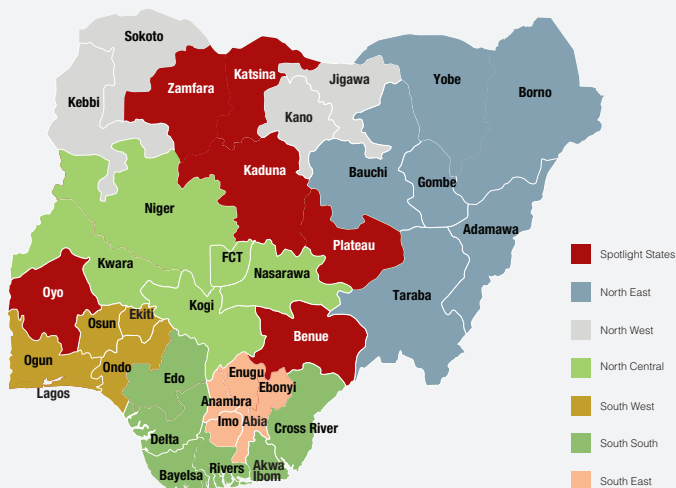 Sokoto
Katsina
Zamfara
Jigawa
Yobe
Borno
Kebbi
Kano
Kaduna
Bauchi
Gombe
Niger
Adamawa
Plateau
FCT
Kwara
Nasarawa
Oyo
Taraba
Kogi
Ekiti
Osun
Benue
Ogun
Ondo
Enugu
Edo
Ebonyi
Lagos
Anambra
Imo
Abia
Cross River
Delta
Rivers
Akwa
Ibom
Bayelsa
Spotlight States
North East
North West
North Central
South West
South South
South East